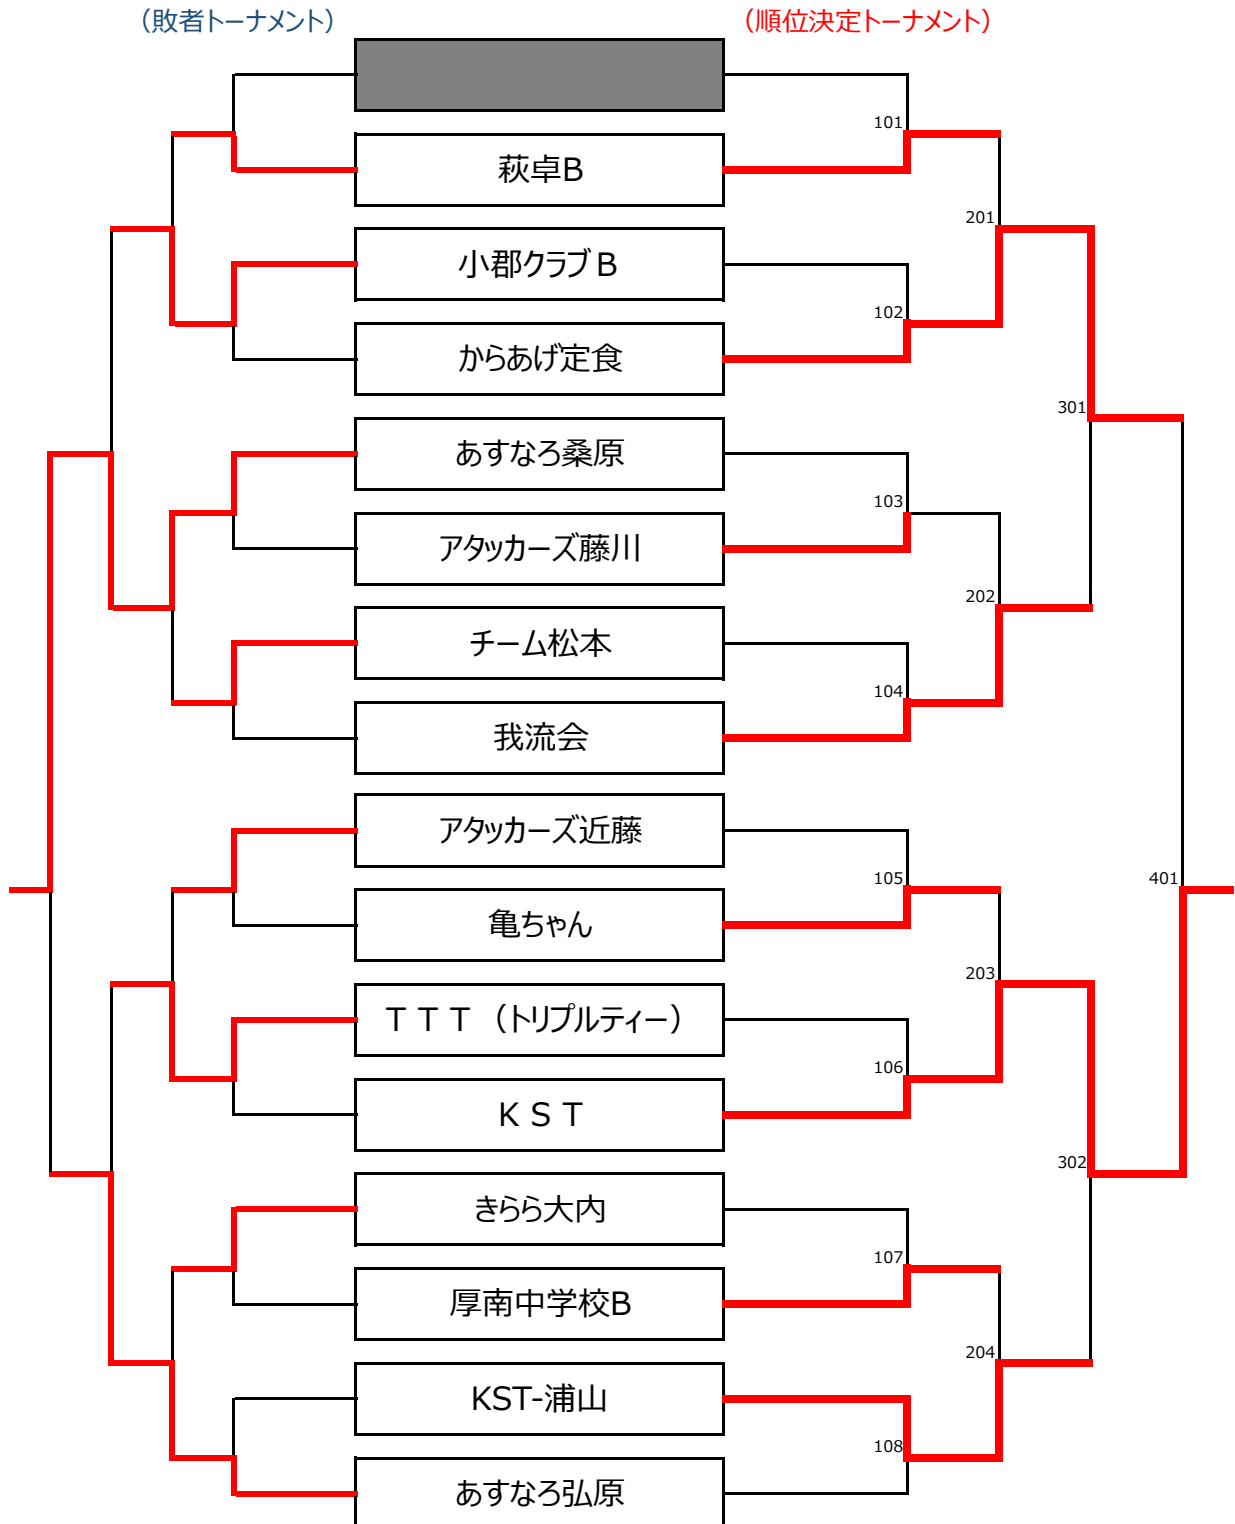 （敗者トーナメント）
（順位決定トーナメント）
101
萩卓B
201
小郡クラブＢ
102
からあげ定食
301
あすなろ桑原
103
アタッカーズ藤川
202
チーム松本
104
我流会
アタッカーズ近藤
105
401
亀ちゃん
203
ＴＴＴ（トリプルティー）
106
ＫＳＴ
302
きらら大内
107
厚南中学校B
204
KST-浦山
108
あすなろ弘原